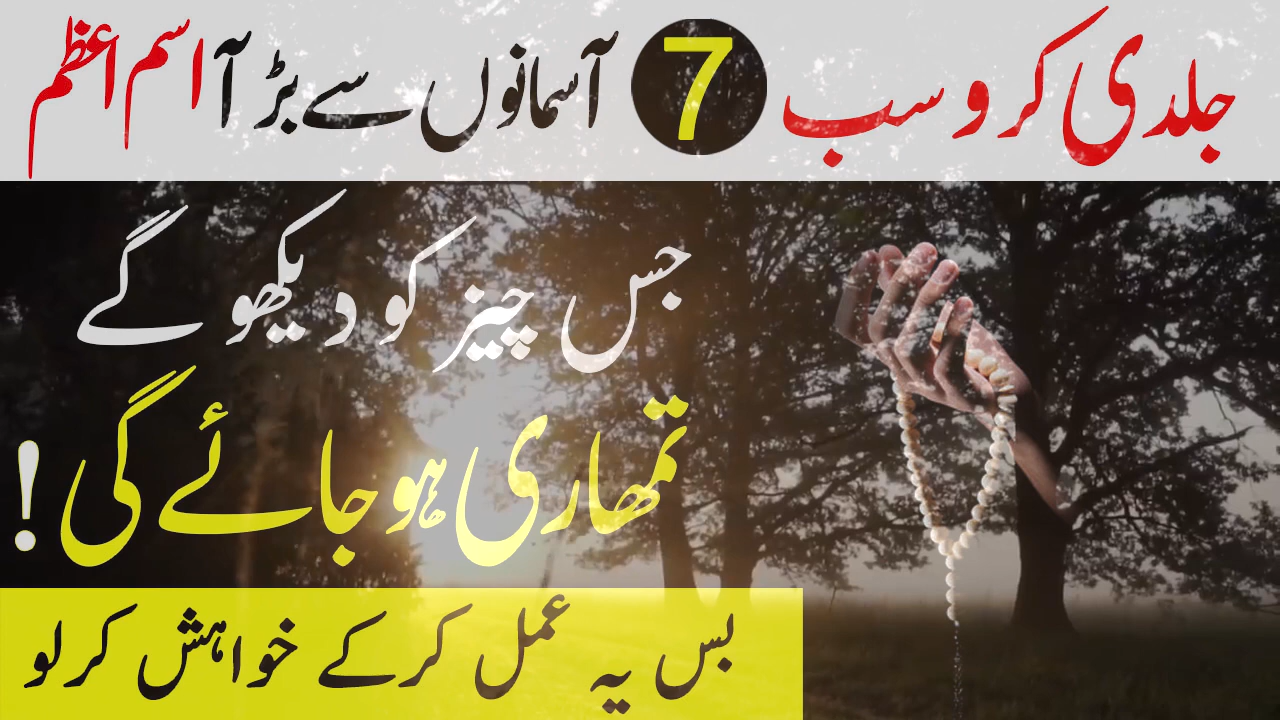 جلدی کرو سب 7 آسمانوں سے بڑا آ اسم اعظم
جس چیز کو دیکھو گے
تمھاری ہو جائے گی !
بس یہ عمل کر کے خواہش کر لو